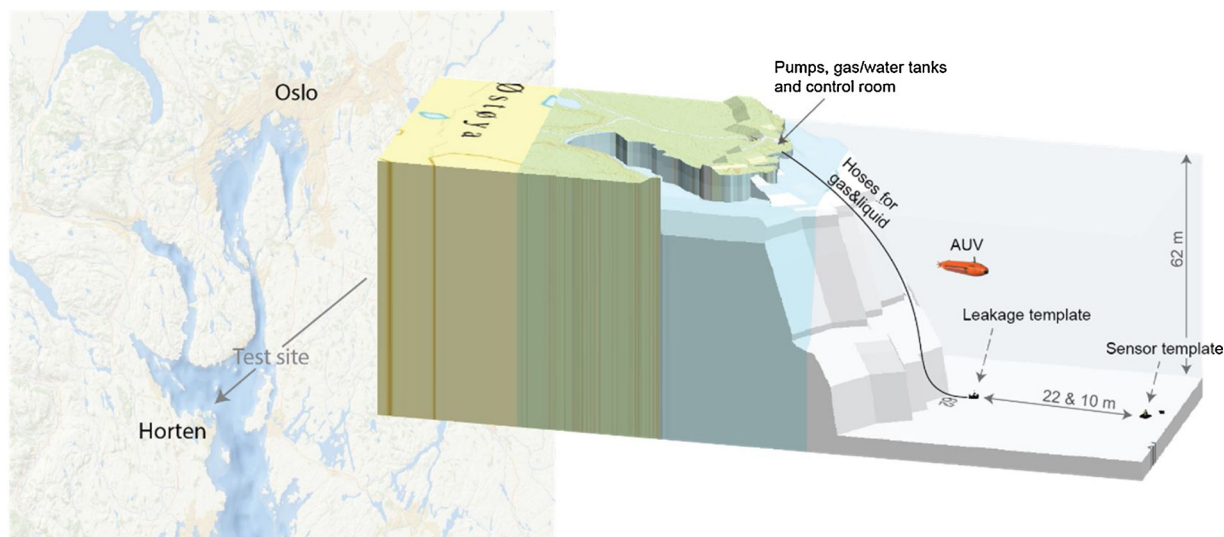 Oslo
Test site
Horten
Østøya
Pumps, gas/water tanks
and control room
Hoses for
gas&liquid
AUV
62 m
Leakage template
Sensor template
22 & 10 m
62